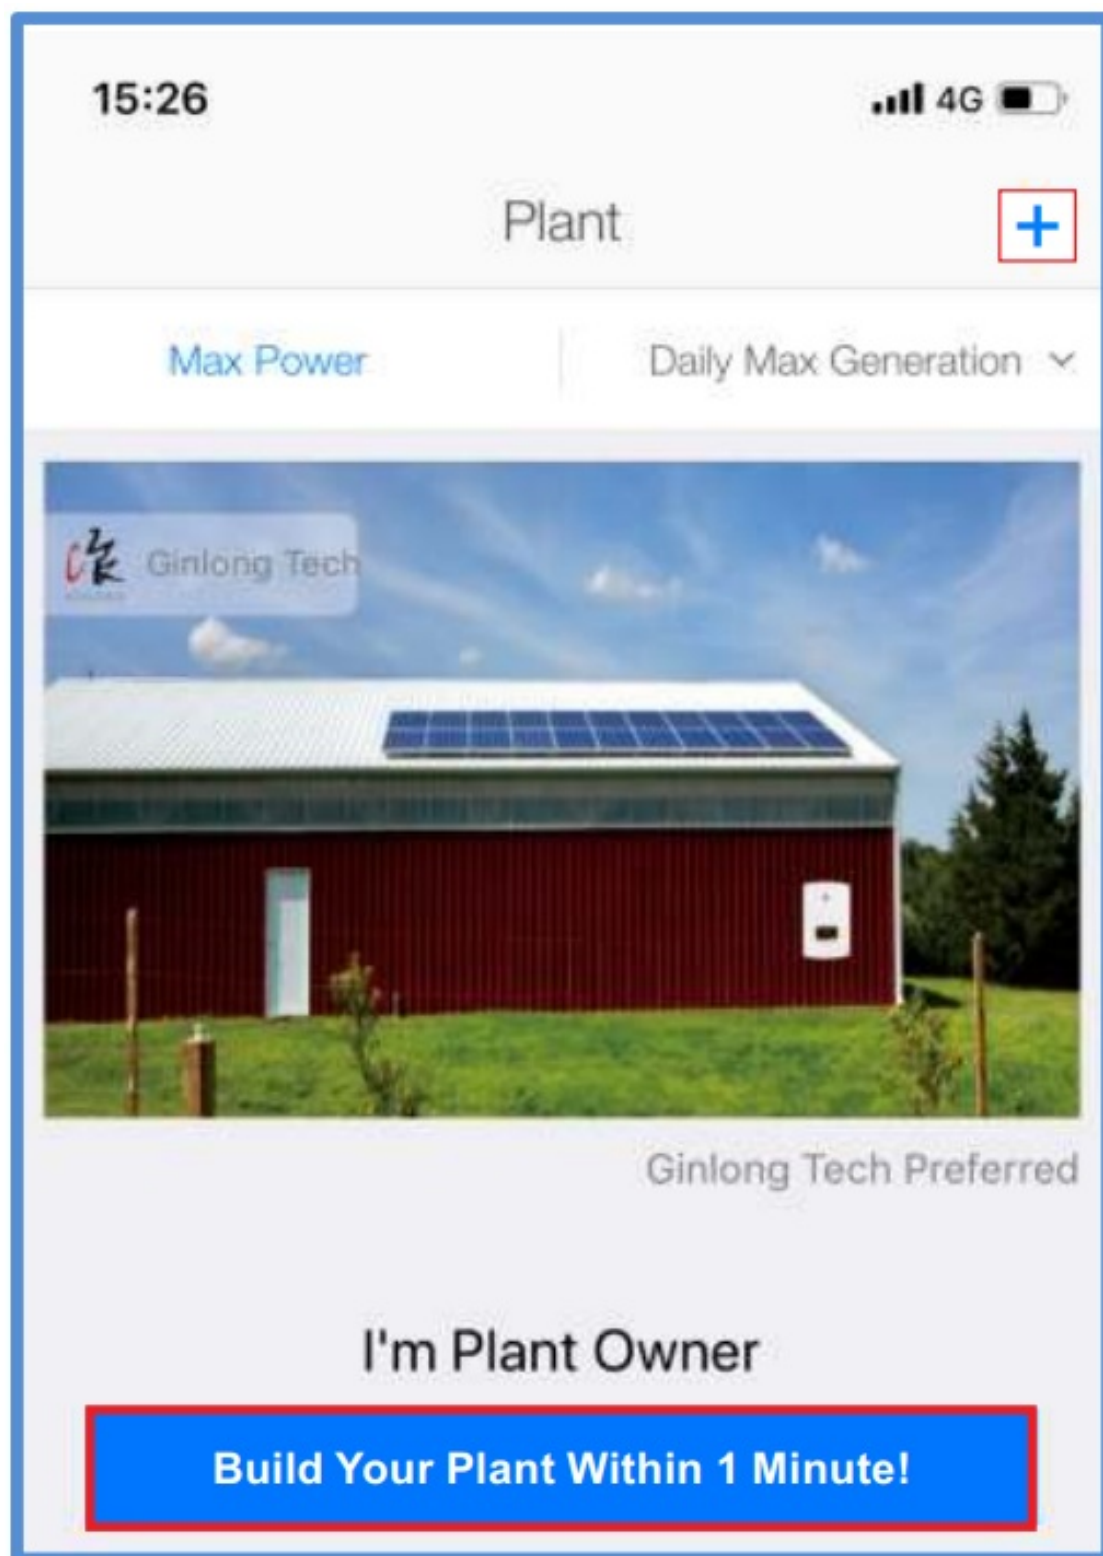 15:26 4G
Plant +
Max Power Daily Max Generation
Ginlong Tech
Ginlong Tech Preferred
I'm Plant Owner
Build Your Plant Within 1 Minute!